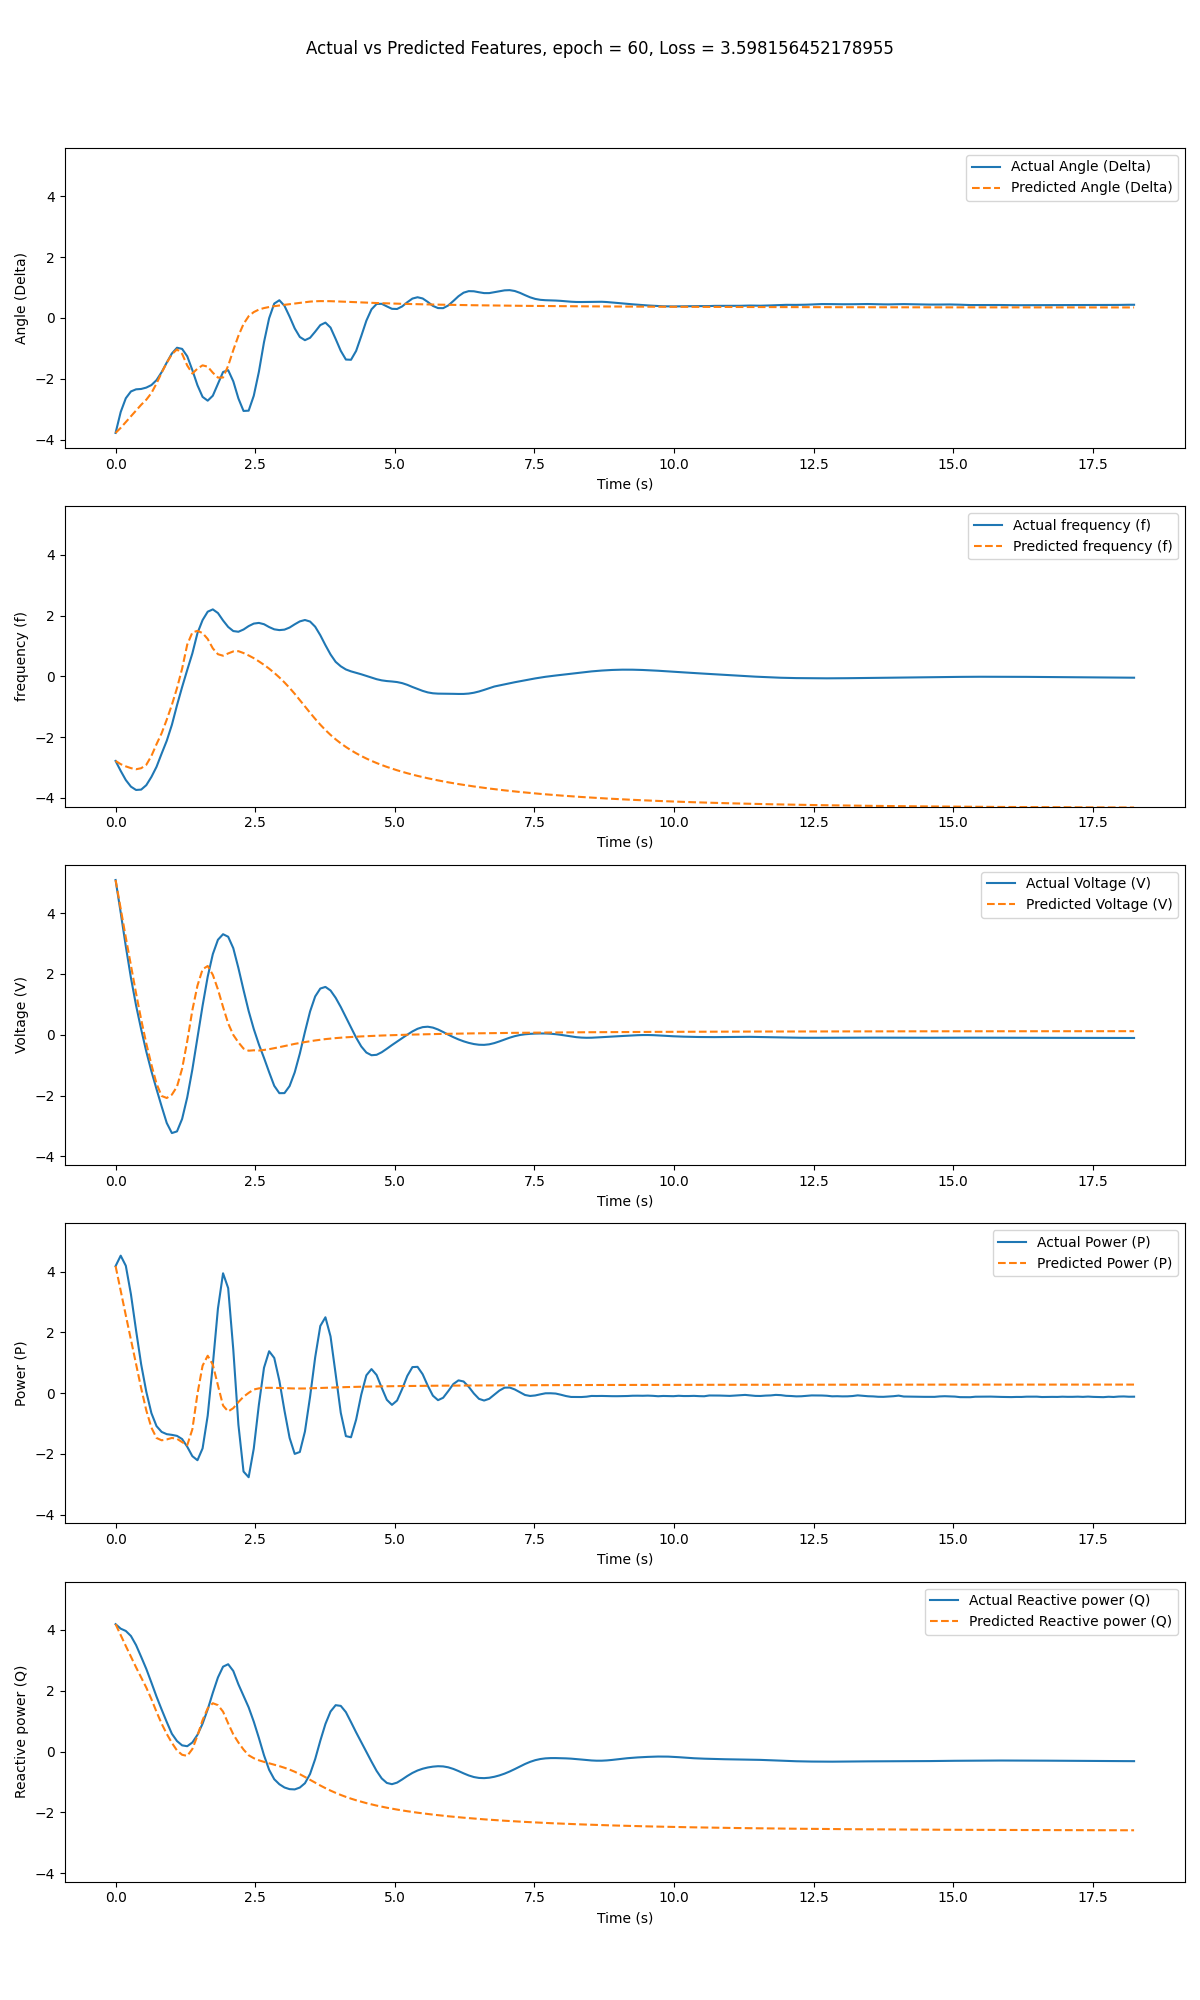 Actual vs Predicted Features, epoch = 60, Loss = 3.598156452178955
Actual Angle (Delta)
Predicted Angle (Delta)
Angle (Delta)
4
2
0
−2
−4
0.0 2.5 5.0 7.5 10.0 12.5 15.0 17.5
Time (s)
Actual frequency (f)
Predicted frequency (f)
frequency (f)
4
2
0
−2
−4
0.0 2.5 5.0 7.5 10.0 12.5 15.0 17.5
Time (s)
Actual Voltage (V)
Predicted Voltage (V)
Voltage (V)
4
2
0
−2
−4
0.0 2.5 5.0 7.5 10.0 12.5 15.0 17.5
Time (s)
Actual Power (P)
Predicted Power (P)
Power (P)
4
2
0
−2
−4
0.0 2.5 5.0 7.5 10.0 12.5 15.0 17.5
Time (s)
Actual Reactive power (Q)
Predicted Reactive power (Q)
Reactive power (Q)
4
2
0
−2
−4
0.0 2.5 5.0 7.5 10.0 12.5 15.0 17.5
Time (s)